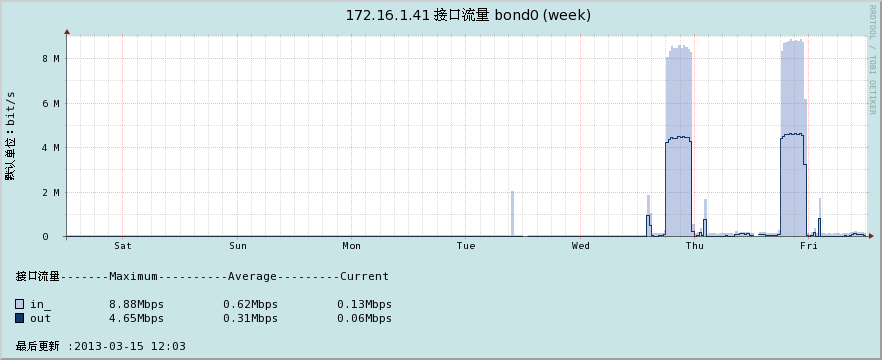 172.16.1.41 接口流量 bond0 (week)
RRDTOOL / TOBI OETIKER
默认单位：bit/s
8 M
6 M
4 M
2 M
0
Sat Sun Mon Tue Wed Thu Fri
接口流量-------Maximum----------Average---------Current
in_ 8.88Mbps 0.62Mbps 0.13Mbps
out 4.65Mbps 0.31Mbps 0.06Mbps
最后更新 :2013-03-15 12:03